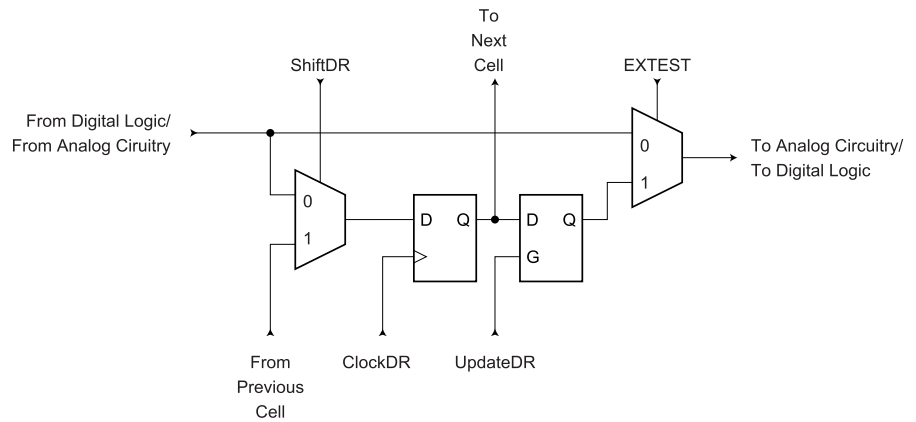 To
Next
Cell
ShiftDR
EXTEST
From Digital Logic/
From Analog Ciruitry
0
1
To Analog Circuitry/
To Digital Logic
0
1
D Q
D Q
G
From
Previous
Cell
ClockDR
UpdateDR